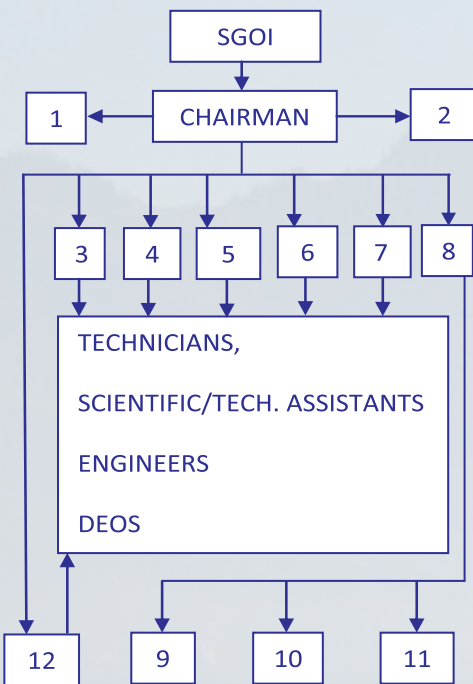 SGOI
1
CHAIRMAN
2
3
4
5
6
7
8
TECHNICIANS,
SCIENTIFIC/TECH. ASSISTANTS
ENGINEERS
DEOS
12
9
10
11